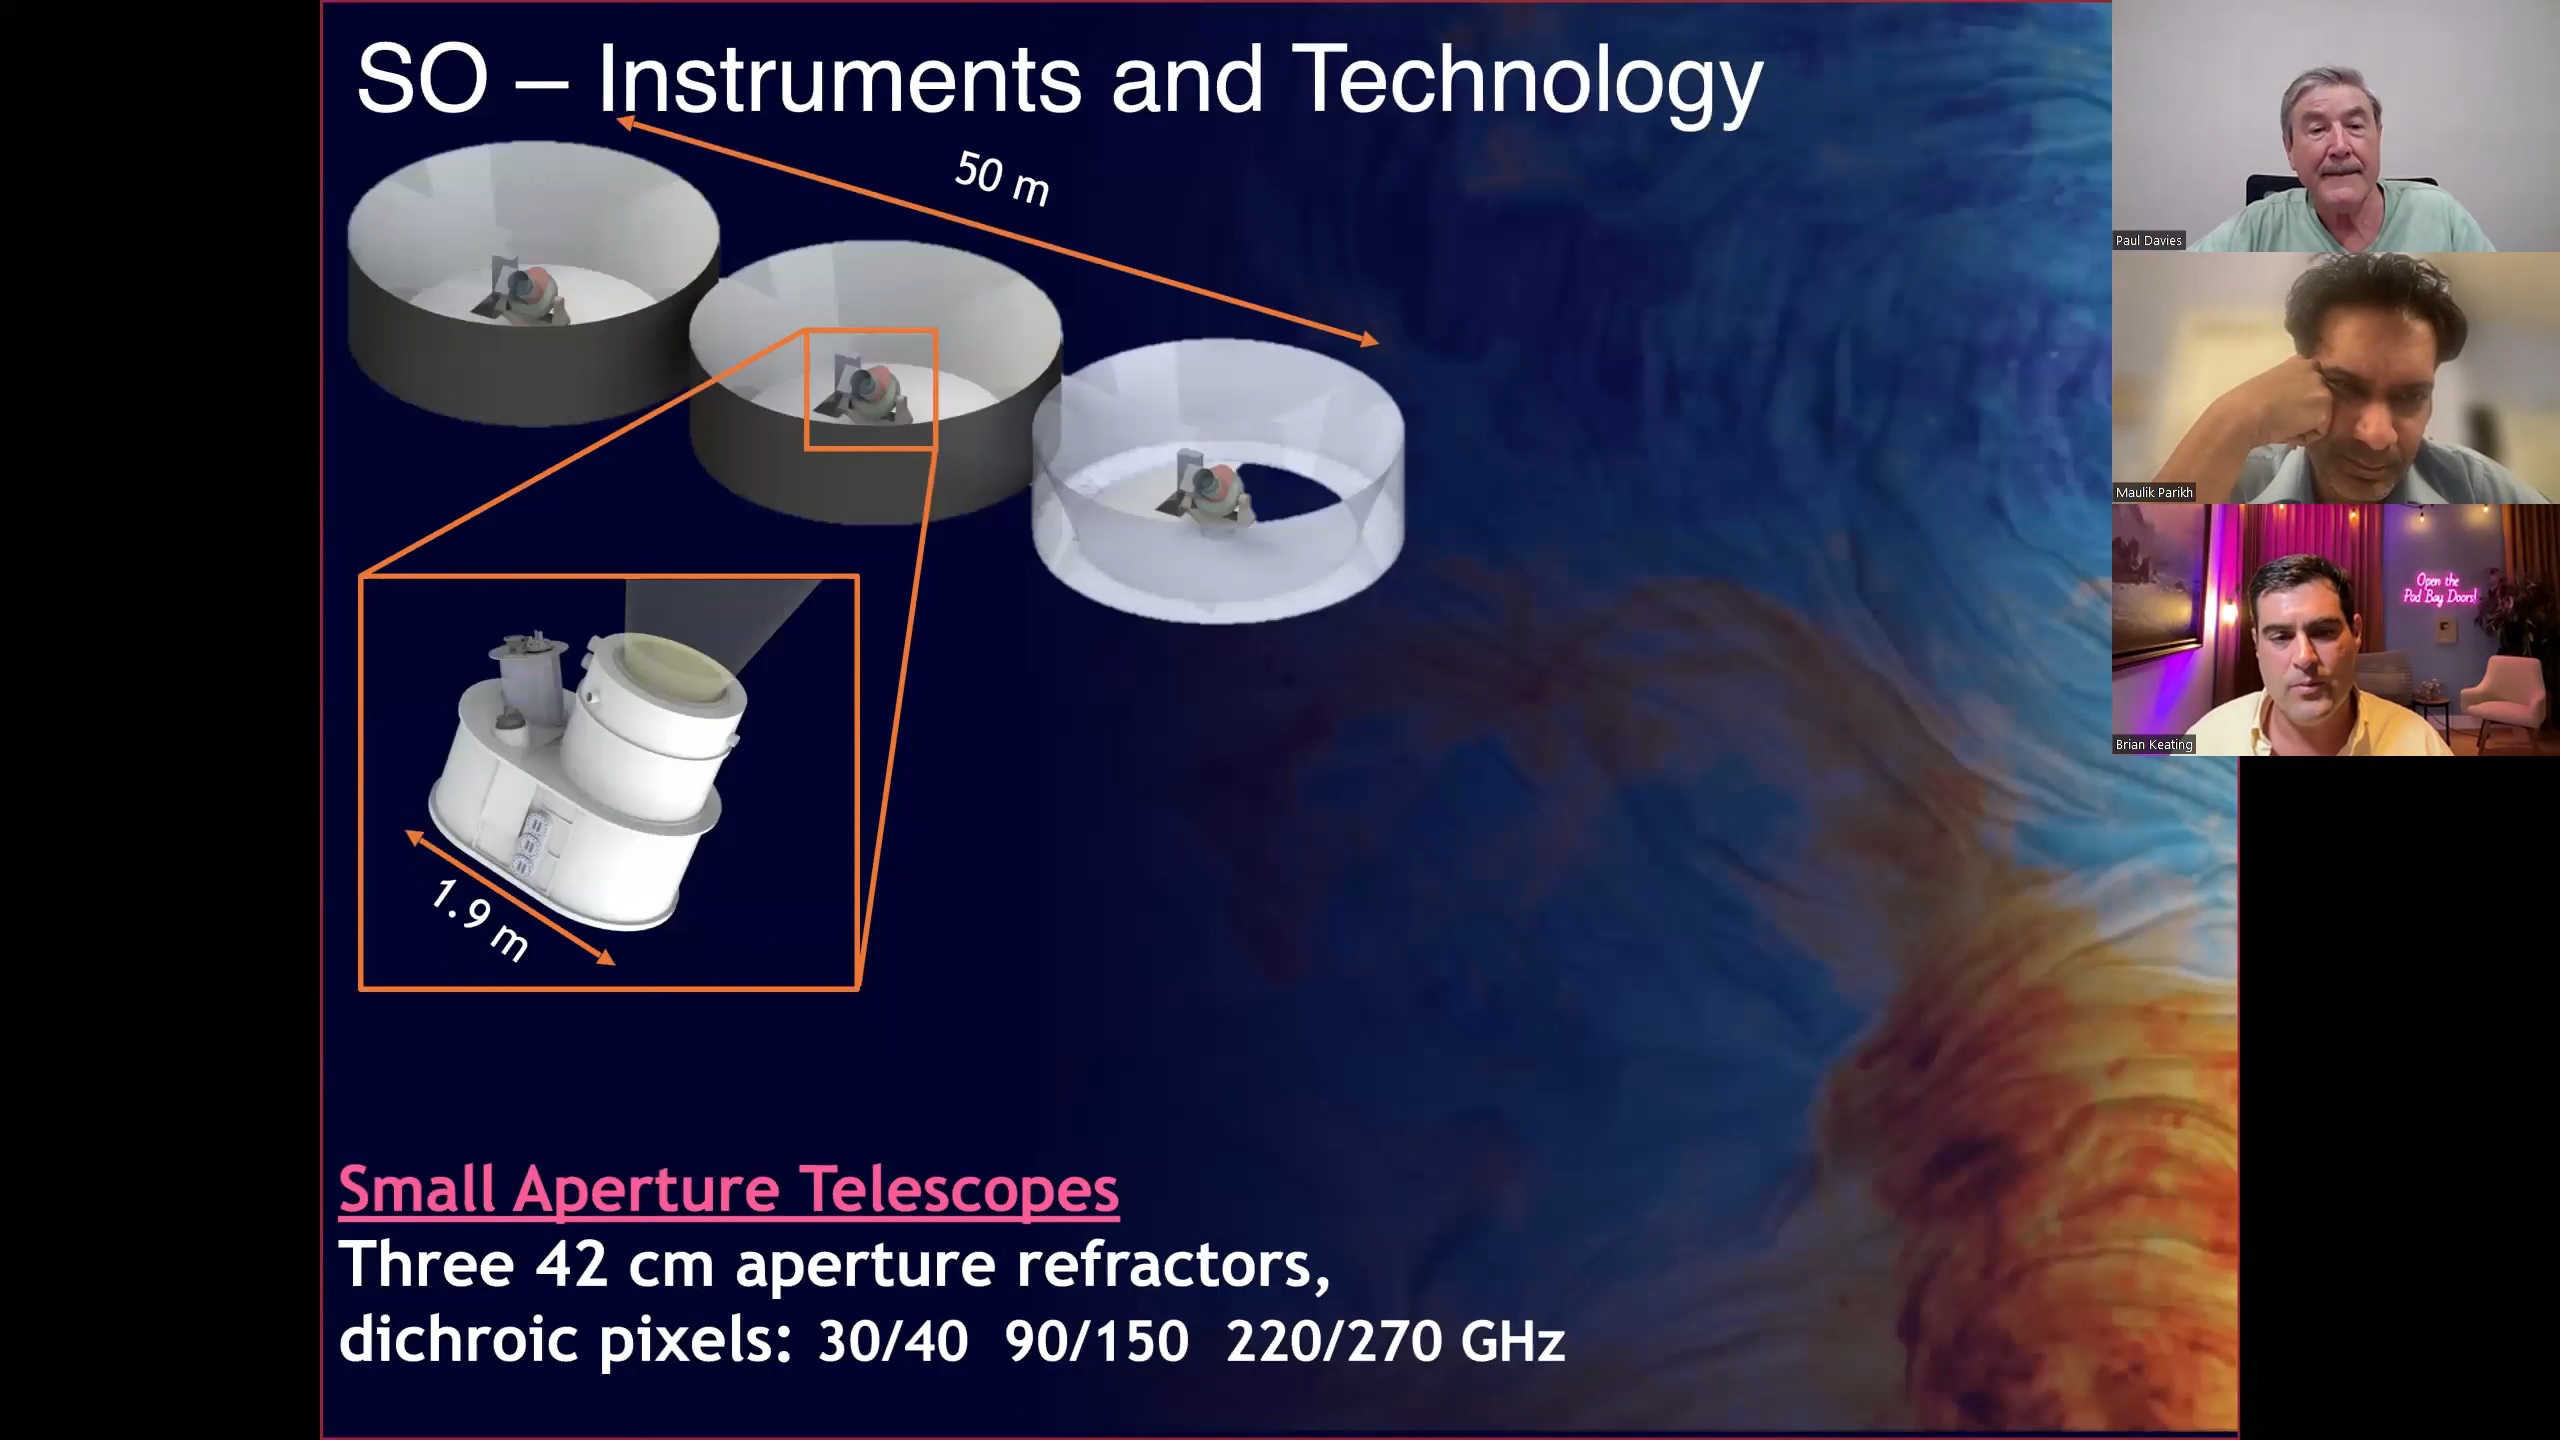 SO – Instruments and Technology
50 m
1.9 m
Small Aperture Telescopes
Three 42 cm aperture refractors,
dichroic pixels: 30/40 90/150 220/270 GHz
Paul Davies
Maulik Parikh
Open the
Pod Bay Doors!
Brian Keating